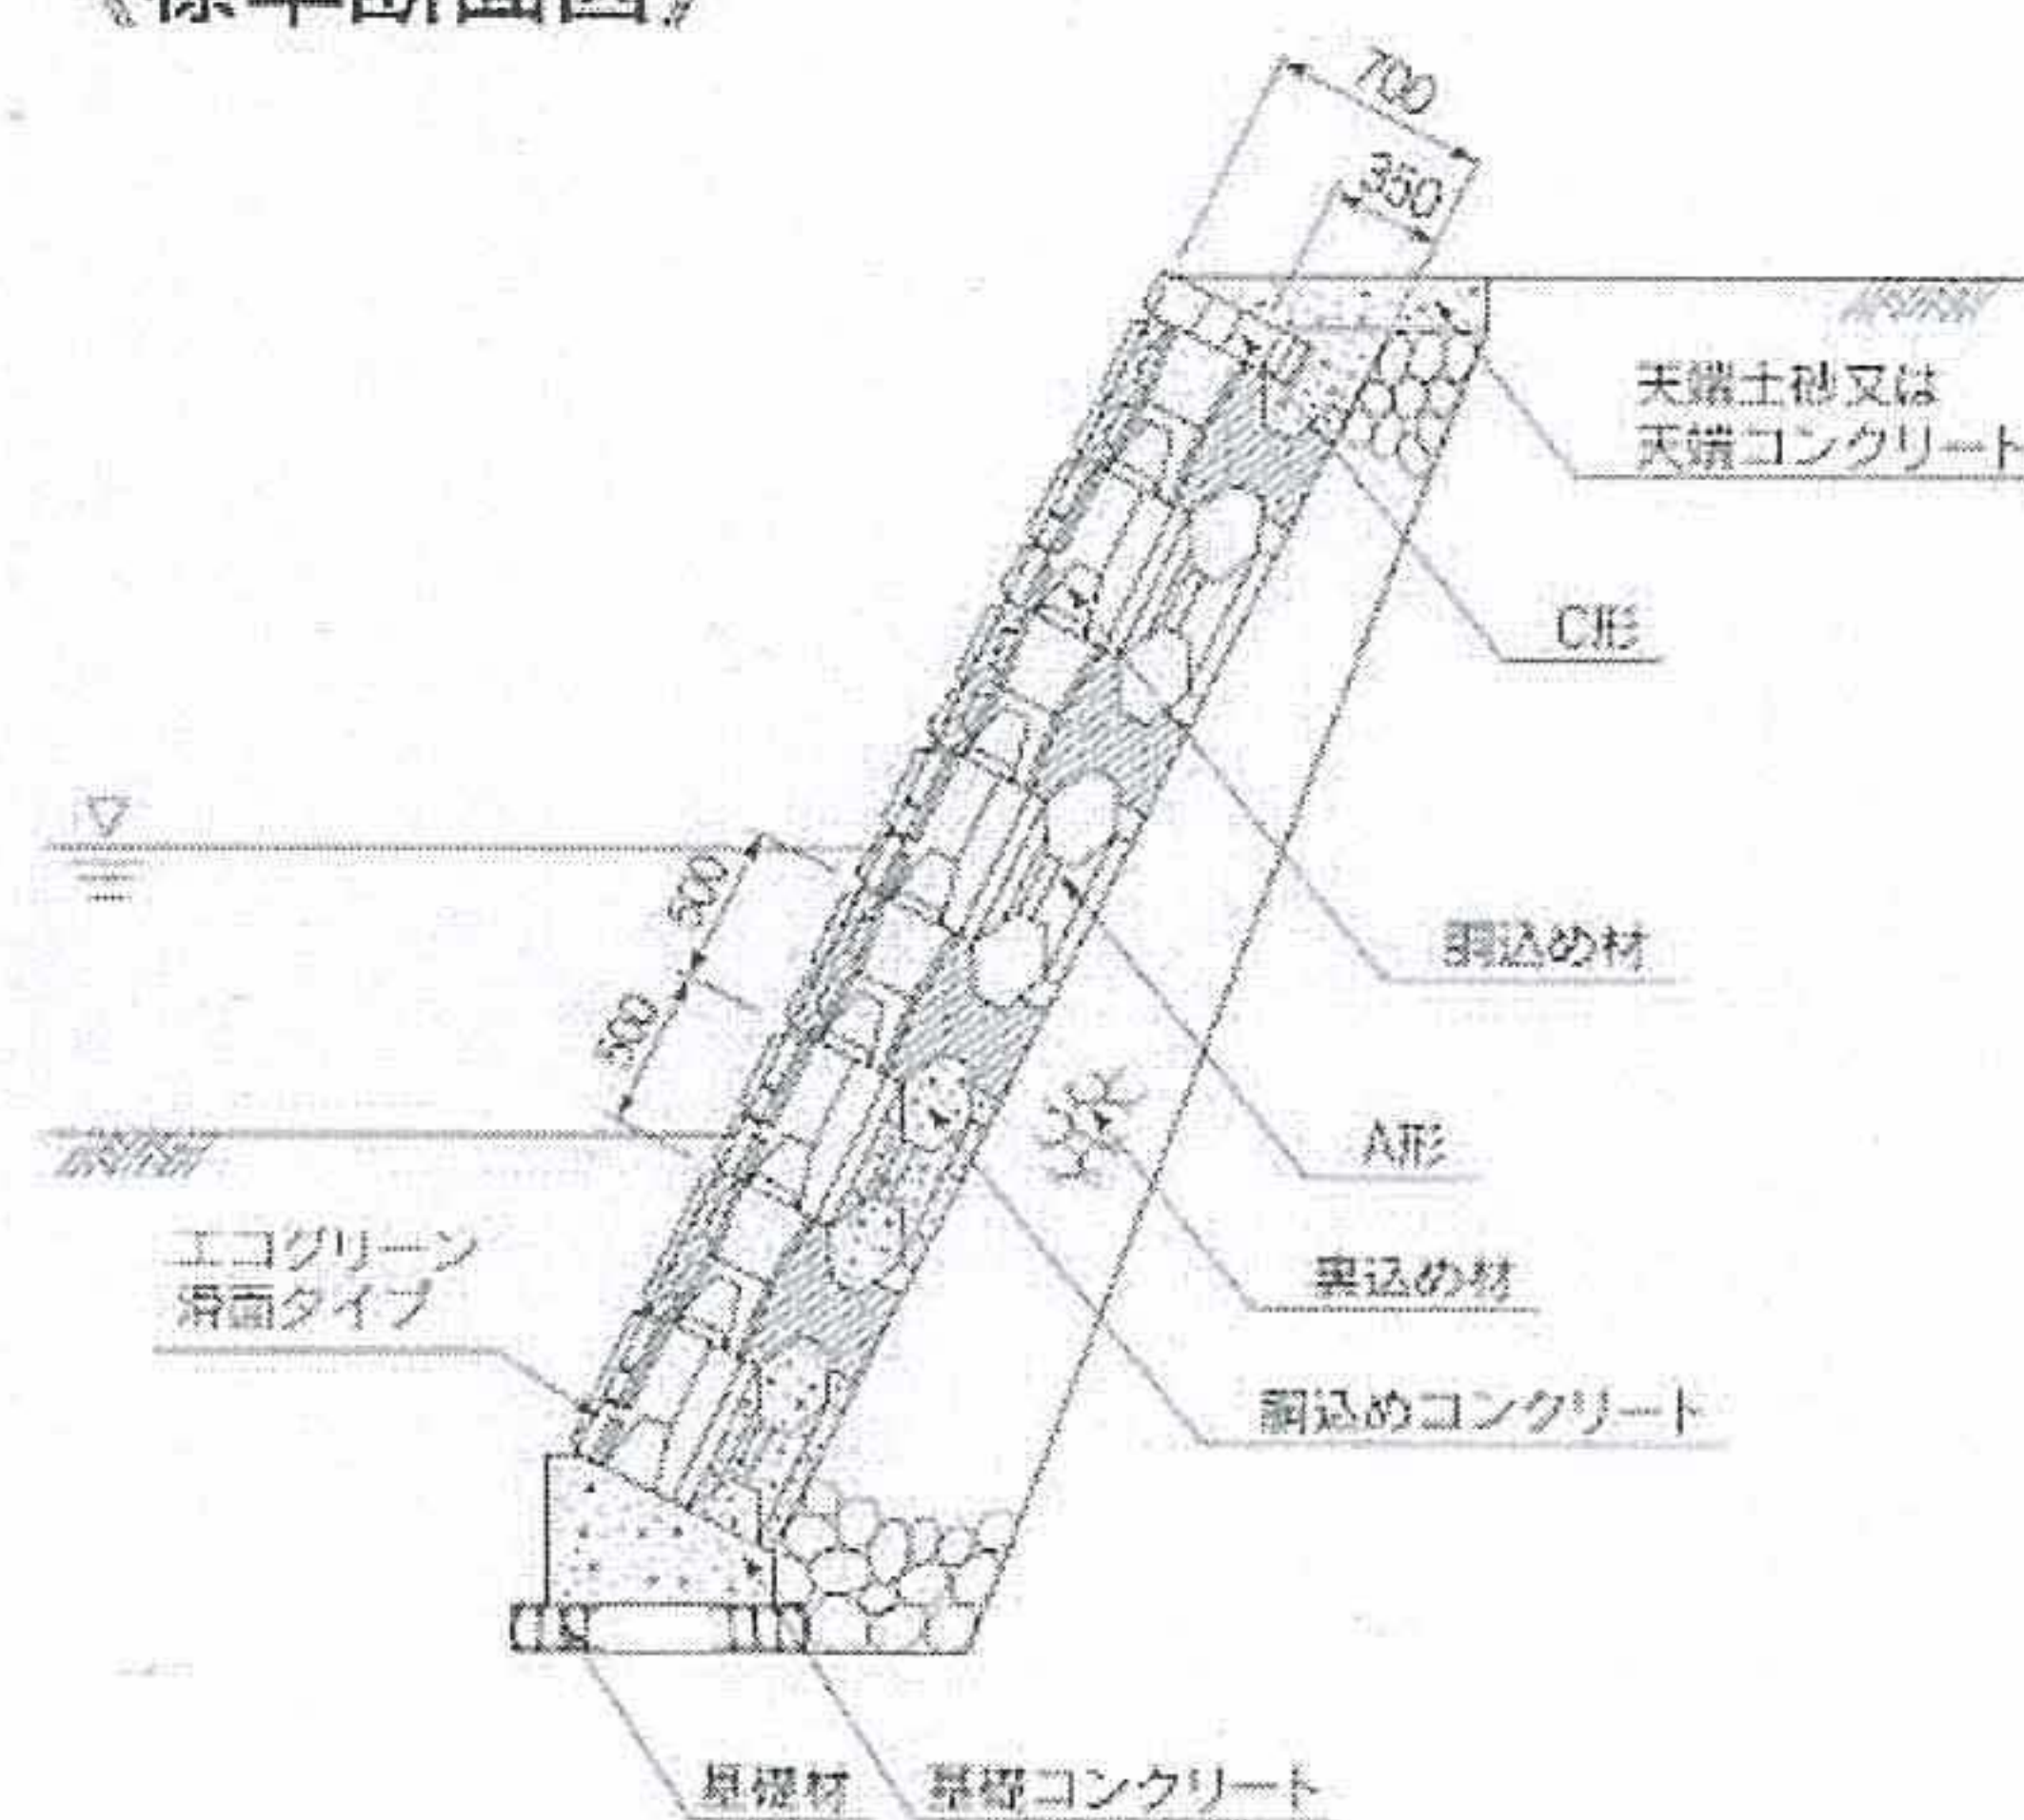 《標準断面図》
700
350
天端土砂又は
天端コンクリート
C形
胴込め材
500
500
A形
エコグリーン
滑面タイプ
裏込め材
胴込めコンクリート
基礎材
基礎コンクリート